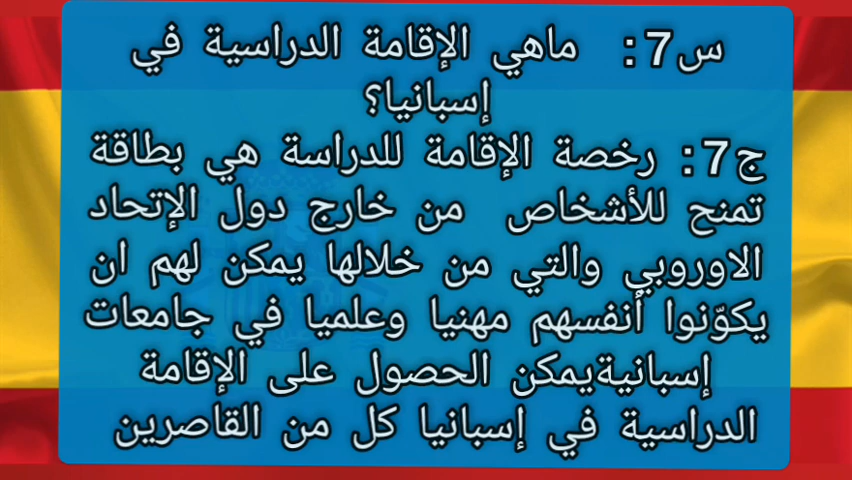 س7: ماهي الإقامة الدراسية في
إسبانيا؟
ج7: رخصة الإقامة للدراسة هي بطاقة
تمنح للأشخاص من خارج دول الإتحاد
الاوروبي والتي من خلالها يمكن لهم ان
يكوّنوا أنفسهم مهنيا وعلميا في جامعات
إسبانيةيمكن الحصول على الإقامة
الدراسية في إسبانيا كل من القاصرين